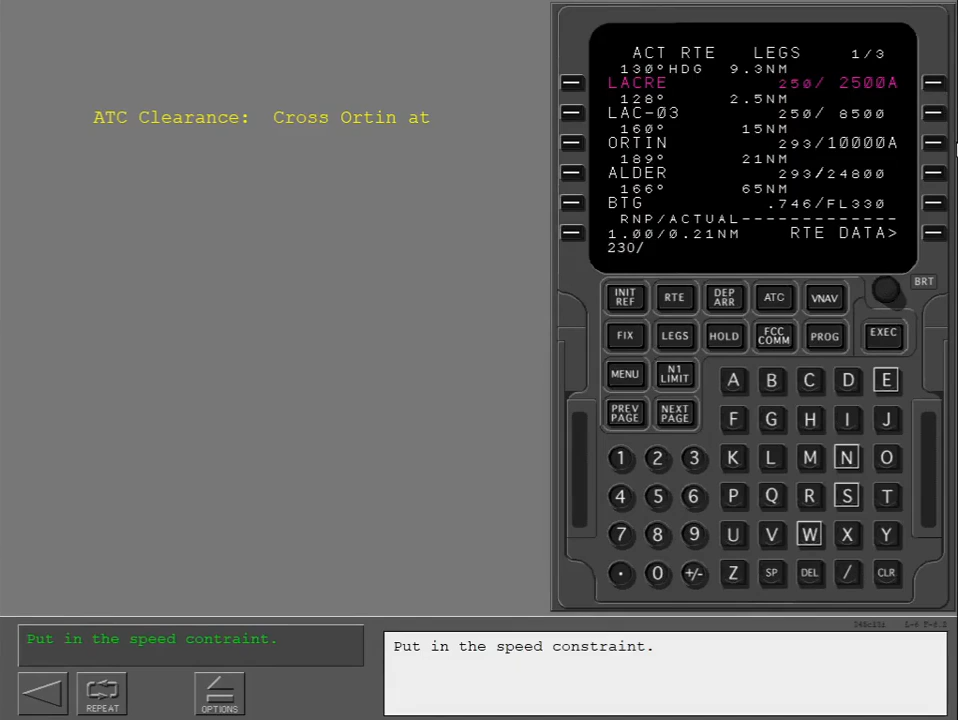 ATC Clearance:  Cross Ortin at
ACT RTE  LEGS  1/3
130°HDG  9.3NM
LACRE  250/ 2500A
128°  2.5NM
LAC-03  250/ 8500
160°  15NM
ORTIN  293/10000A
189°  21NM
ALDER  293/24800
166°  65NM
BTG  .746/FL330
RNP/ACTUAL-------------
1.00/0.21NM  RTE DATA>
230/
BRT
INIT REF  RTE  DEP ARR  ATC  VNAV
FIX  LEGS  HOLD  FCC COMM  PROG  EXEC
MENU  N1 LIMIT
PREV PAGE  NEXT PAGE
A B C D E
F G H I J
1 2 3 K L M N O
4 5 6 P Q R S T
7 8 9 U V W X Y
. 0 +/- Z SP DEL / CLR
Put in the speed contraint.
Put in the speed constraint.
REPEAT
OPTIONS